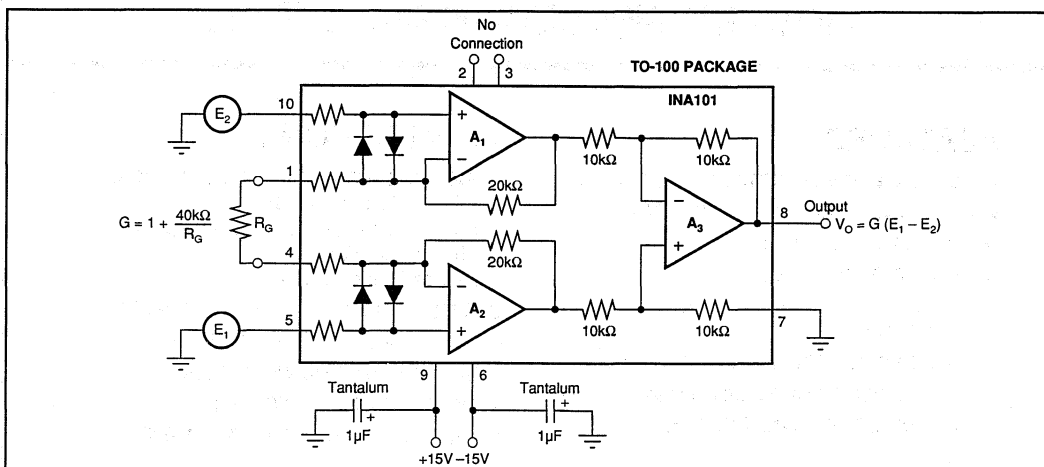 No
Connection
2 3
TO-100 PACKAGE
INA101
E2
10
+
A1
−
10kΩ
10kΩ
1
20kΩ
G = 1 + 40kΩ
RG
RG
−
A3
+
8
Output
VO = G (E1 − E2)
4
20kΩ
−
A2
+
10kΩ
10kΩ
7
E1
5
9
6
Tantalum
+
1µF
Tantalum
+
1µF
+15V −15V